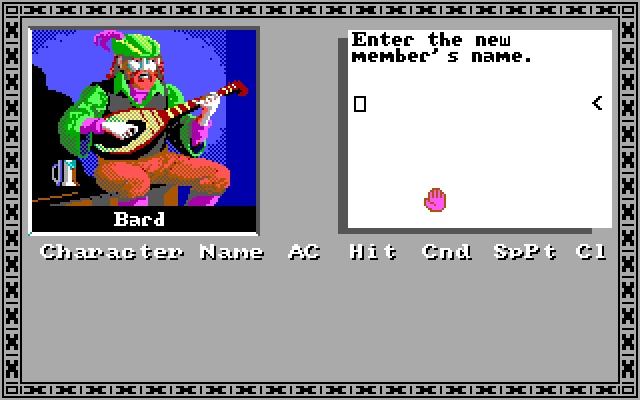 Enter the new
member's name.
<
Bard
Character Name AC Hit Cnd SpPt Cl